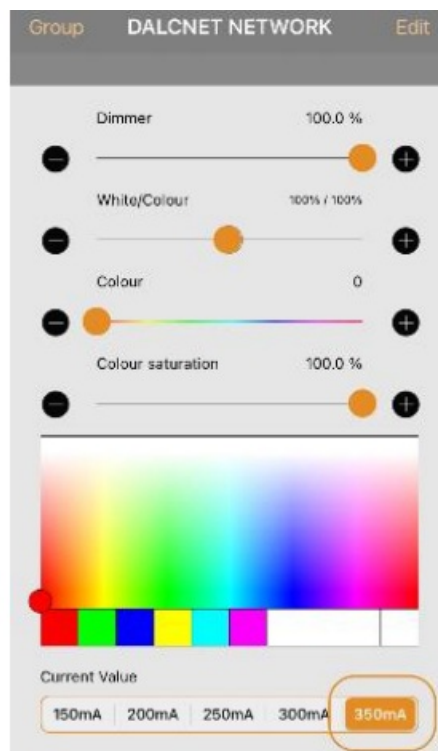 Group DALCNET NETWORK Edit
Dimmer 100.0 %
White/Colour 100% / 100%
Colour 0
Colour saturation 100.0 %
Current Value
150mA 200mA 250mA 300mA 350mA